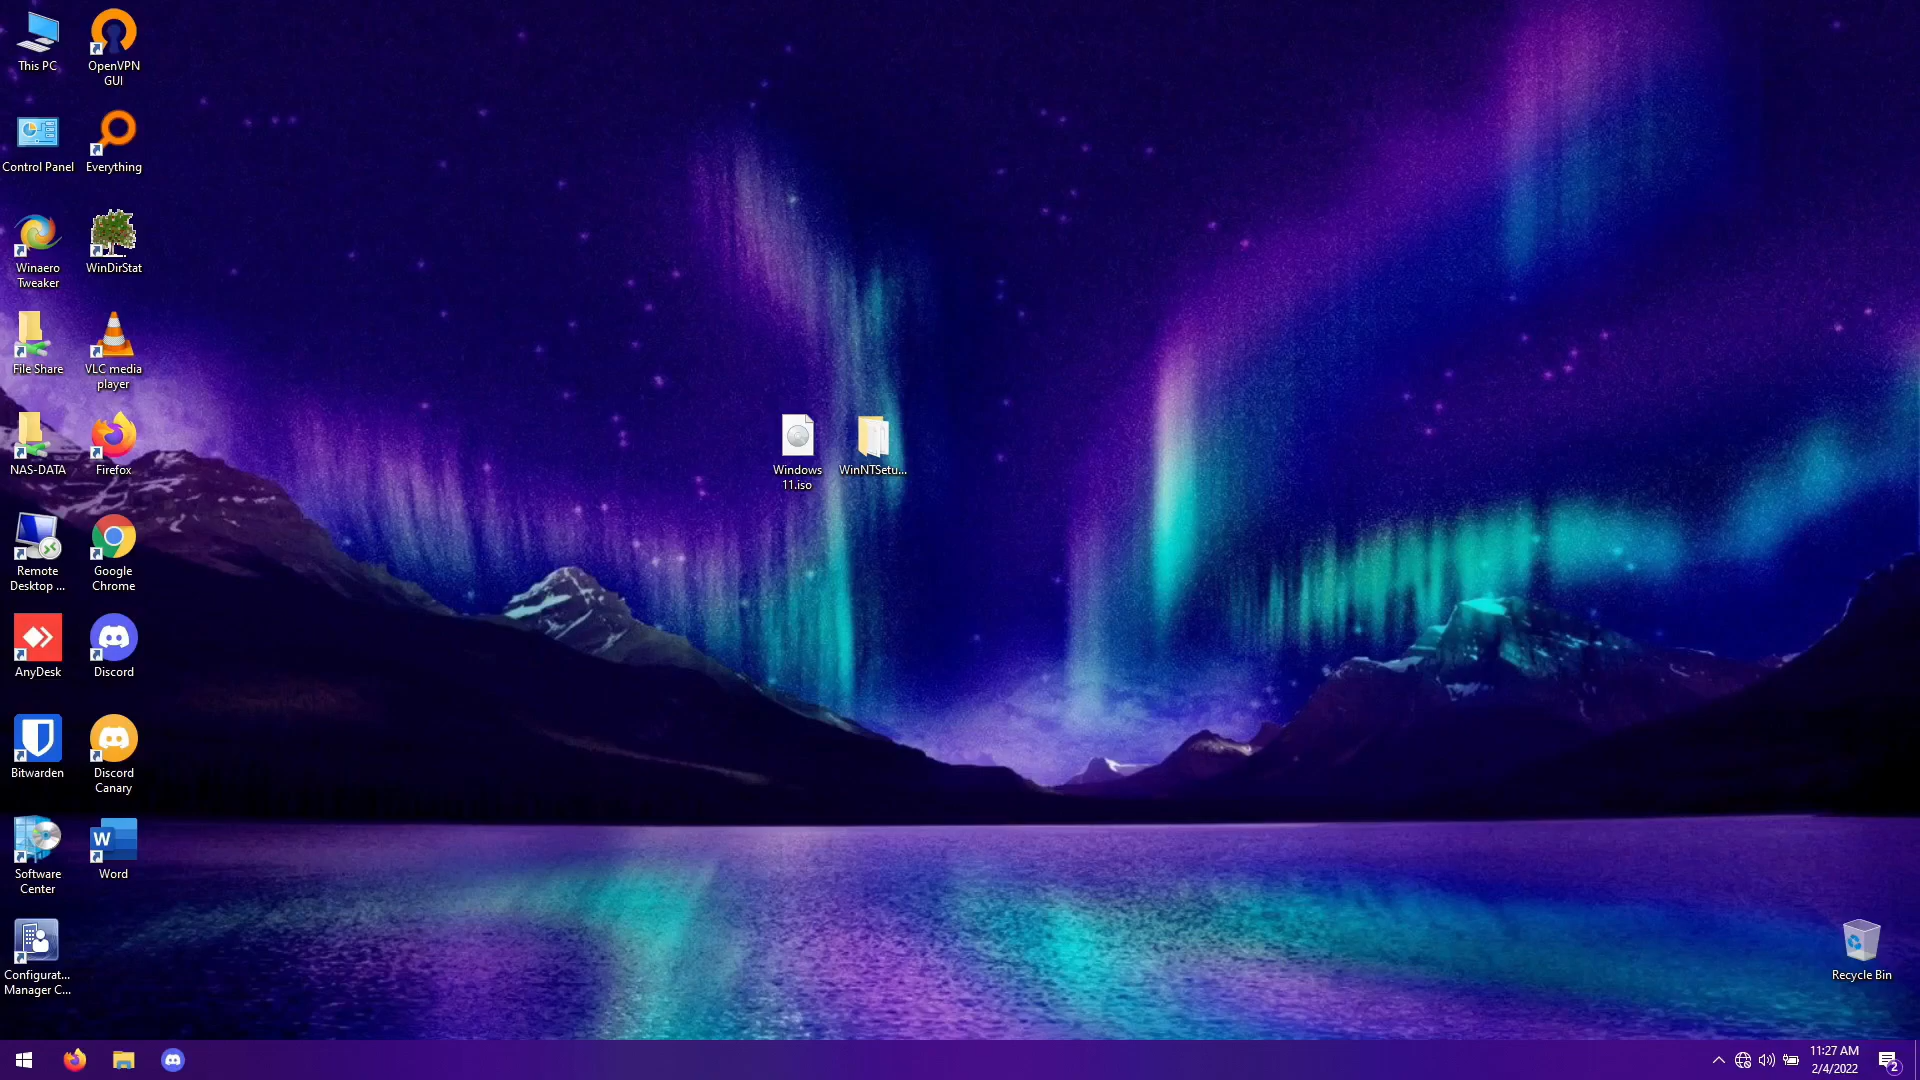 This PC
OpenVPN
GUI
Control Panel
Everything
Winaero
Tweaker
WinDirStat
File Share
VLC media
player
NAS-DATA
Firefox
Windows
11.iso
WinNTSetu...
Remote
Desktop ...
Google
Chrome
AnyDesk
Discord
Bitwarden
Discord
Canary
Software
Center
W
Word
Configurat...
Manager C...
Recycle Bin
11:27 AM
2/4/2022
2